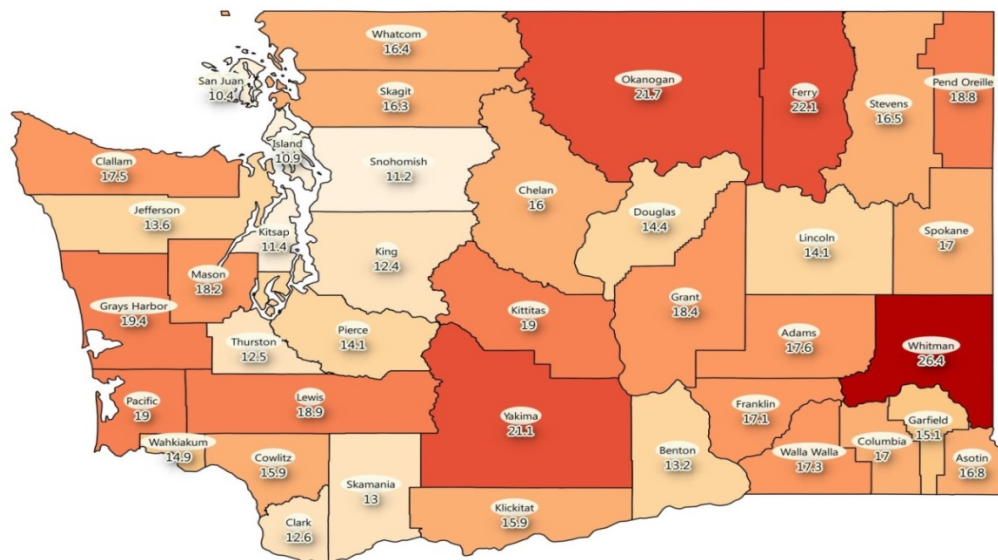 Whatcom
16.4
San Juan
10.4
Skagit
16.3
Okanogan
21.7
Ferry
22.1
Stevens
16.5
Pend Oreille
18.8
Island
10.9
Clallam
17.5
Snohomish
11.2
Chelan
16
Jefferson
13.6
Douglas
14.4
Kitsap
11.4
King
12.4
Lincoln
14.1
Spokane
17
Mason
18.2
Grays Harbor
19.4
Kittitas
19
Grant
18.4
Thurston
12.5
Pierce
14.1
Adams
17.6
Whitman
26.4
Pacific
19
Lewis
18.9
Yakima
21.1
Franklin
17.1
Garfield
15.1
Wahkiakum
14.9
Cowlitz
15.9
Skamania
13
Benton
13.2
Walla Walla
17.3
Columbia
17
Asotin
16.8
Clark
12.6
Klickitat
15.9